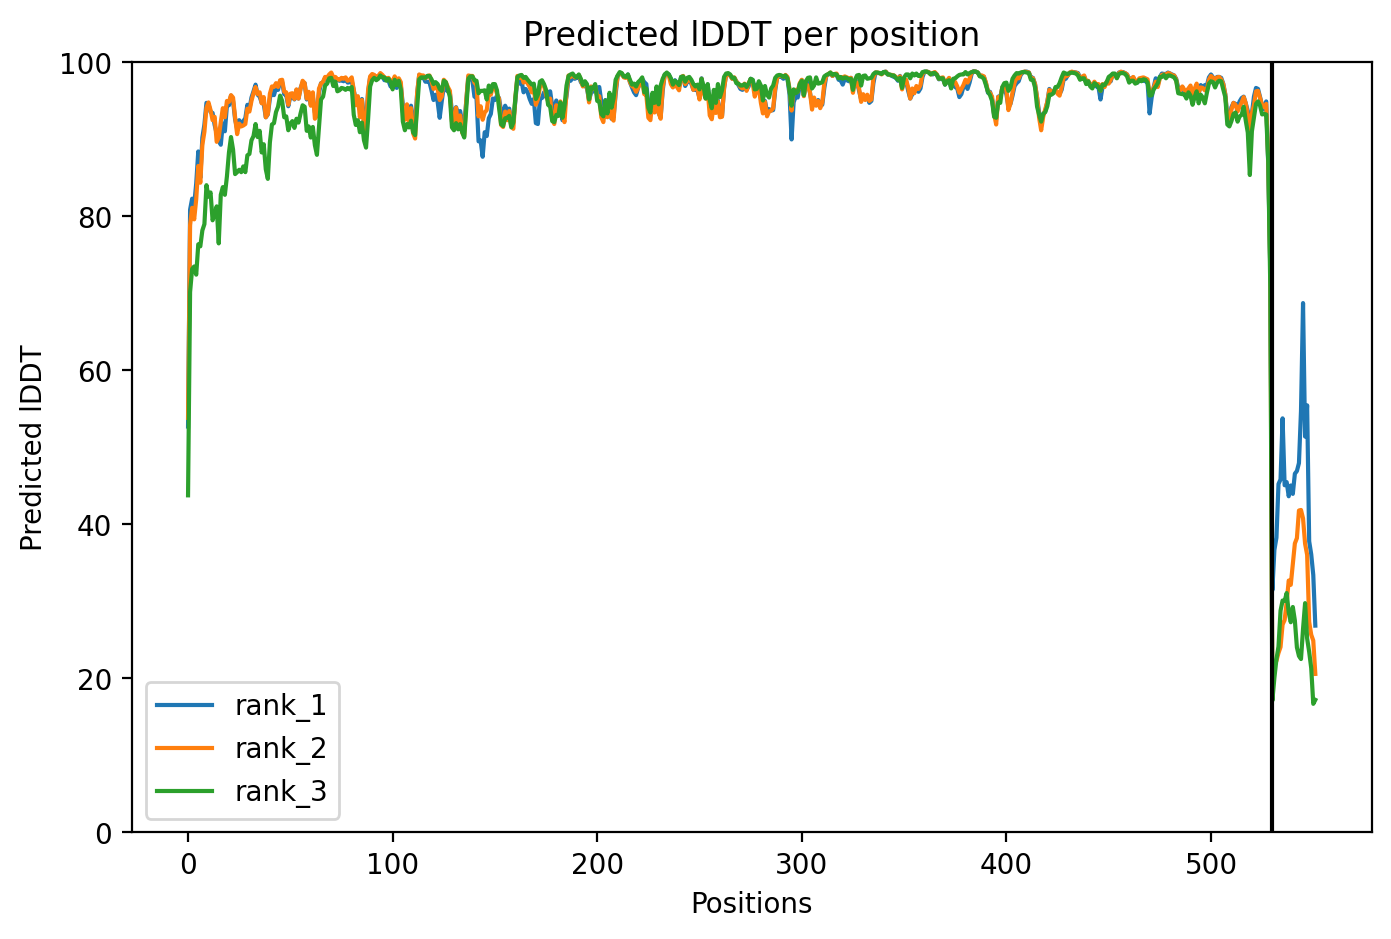 Predicted lDDT per position
100
80
60
40
20
0
Predicted lDDT
rank_1
rank_2
rank_3
0 100 200 300 400 500
Positions